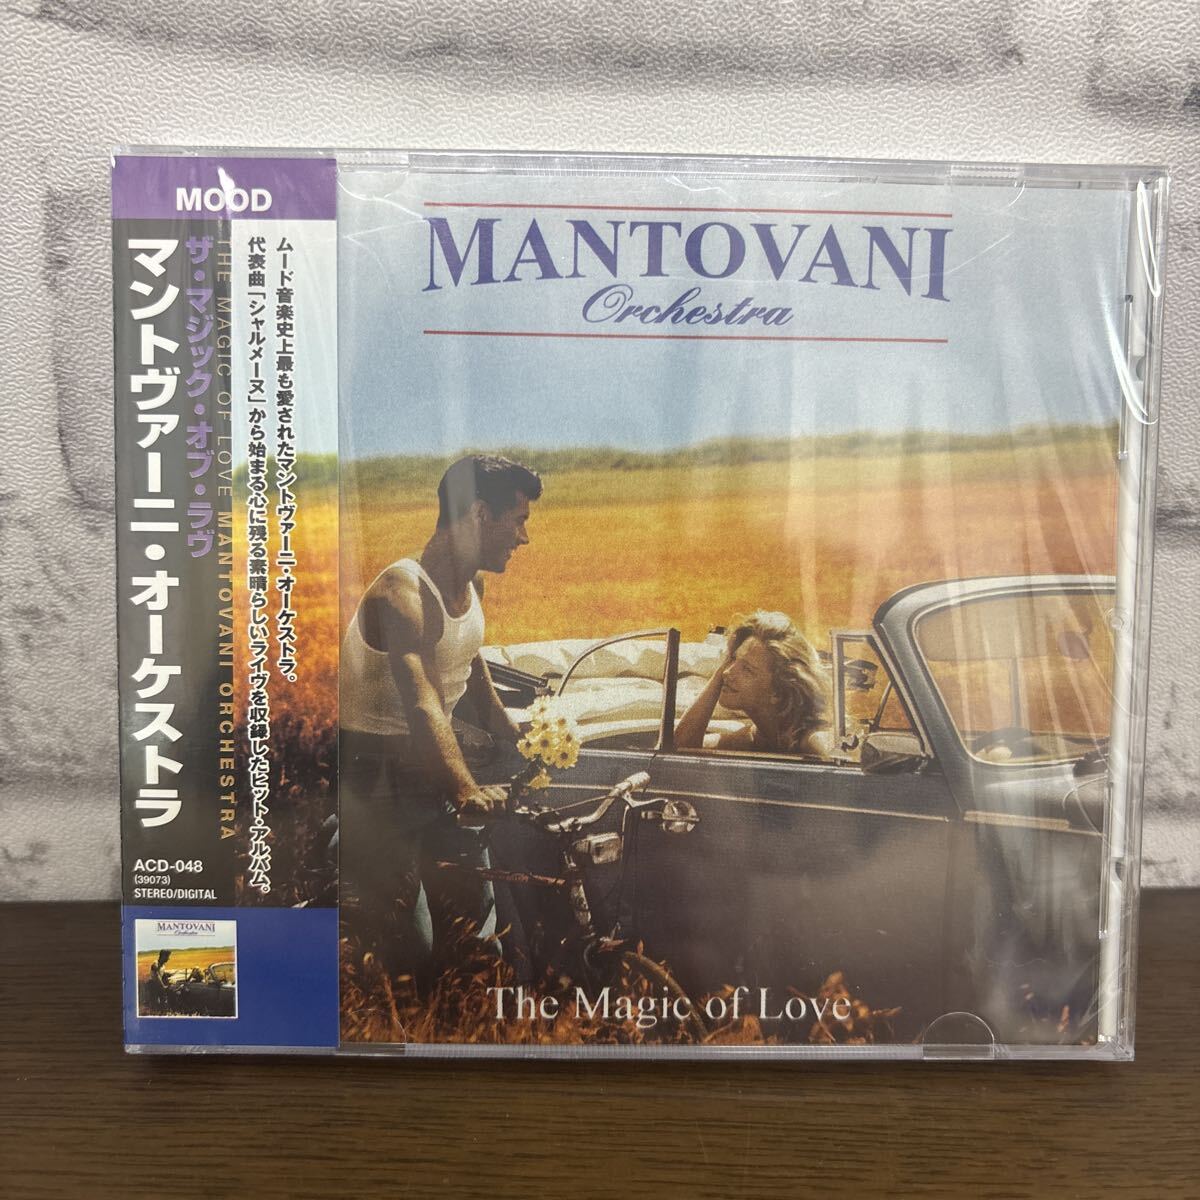 MOOD
ムード音楽史上最も愛されたマントヴァーニ・オーケストラ。
代表曲「シャルメーヌ」から始まる心に残る素晴らしいライヴを収録したヒット・アルバム。
THE MAGIC OF LOVE MANTOVANI ORCHESTRA
ザ・マジック・オブ・ラヴ
マントヴァーニ・オーケストラ
ACD-048
(39073)
STEREO/DIGITAL
MANTOVANI
Orchestra
MANTOVANI
Orchestra
The Magic of Love